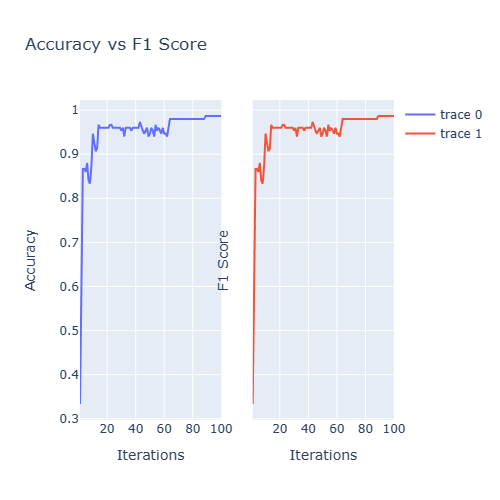 Accuracy vs F1 Score
trace 0
trace 1
1
0.9
0.8
0.7
0.6
0.5
0.4
0.3
Accuracy
F1 Score
20 40 60 80 100
20 40 60 80 100
Iterations
Iterations